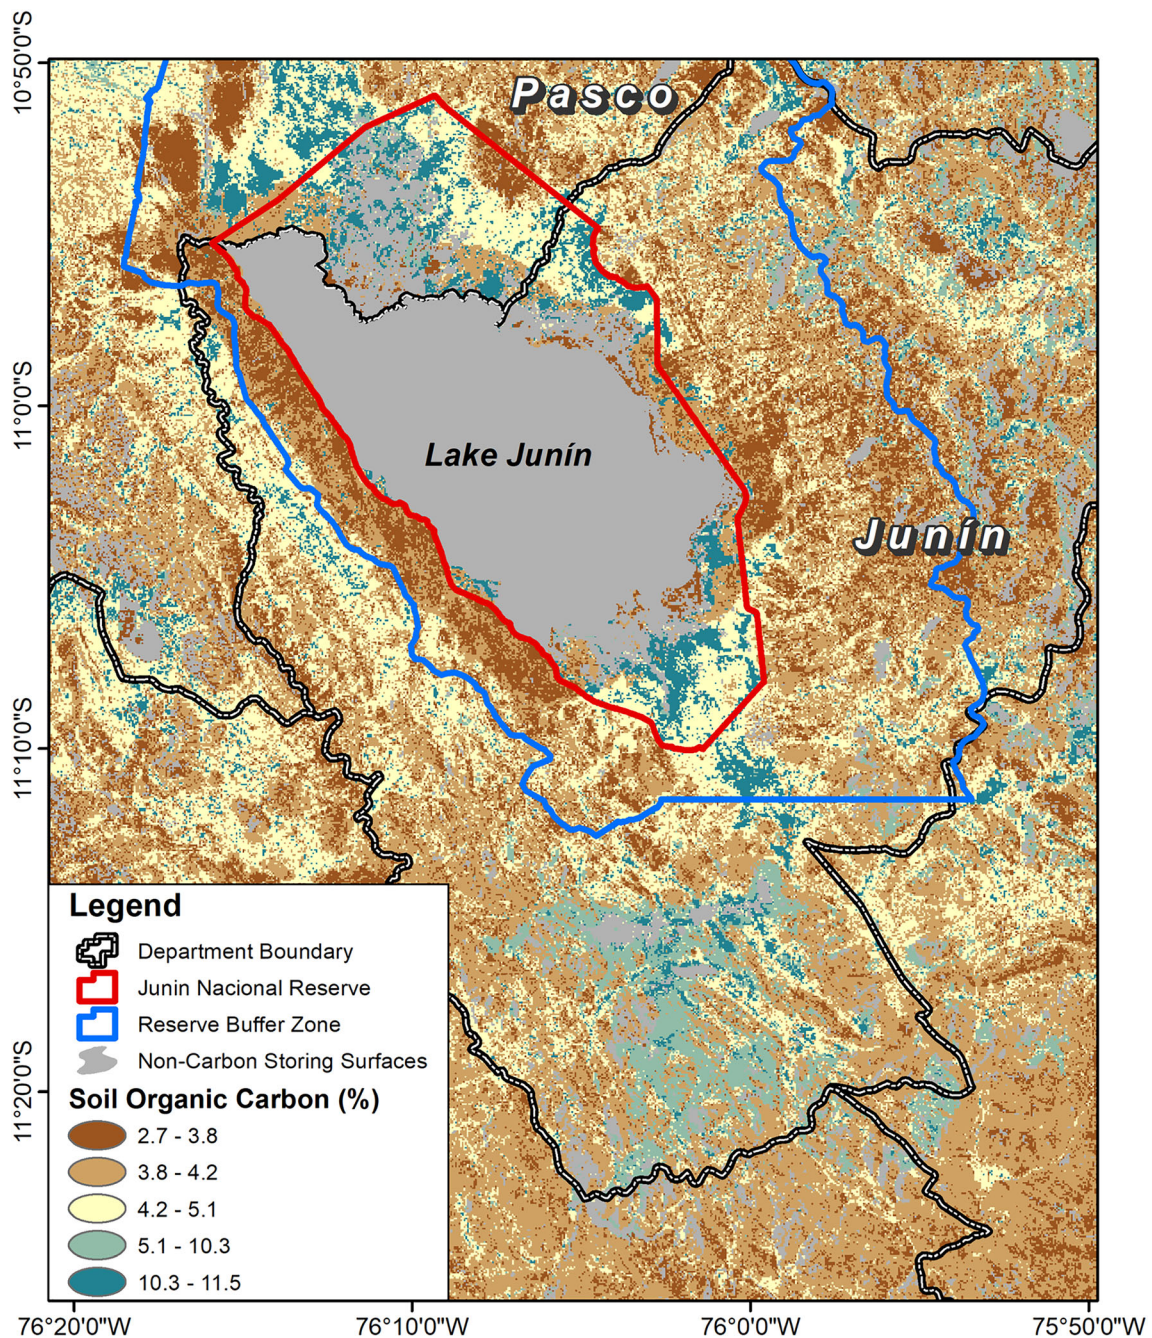 10°50'0"S
Pasco
11°0'0"S
Lake Junín
Junín
11°10'0"S
Legend
Department Boundary
Junin Nacional Reserve
Reserve Buffer Zone
Non-Carbon Storing Surfaces
Soil Organic Carbon (%)
2.7 - 3.8
3.8 - 4.2
4.2 - 5.1
5.1 - 10.3
10.3 - 11.5
11°20'0"S
76°20'0"W
76°10'0"W
76°0'0"W
75°50'0"W